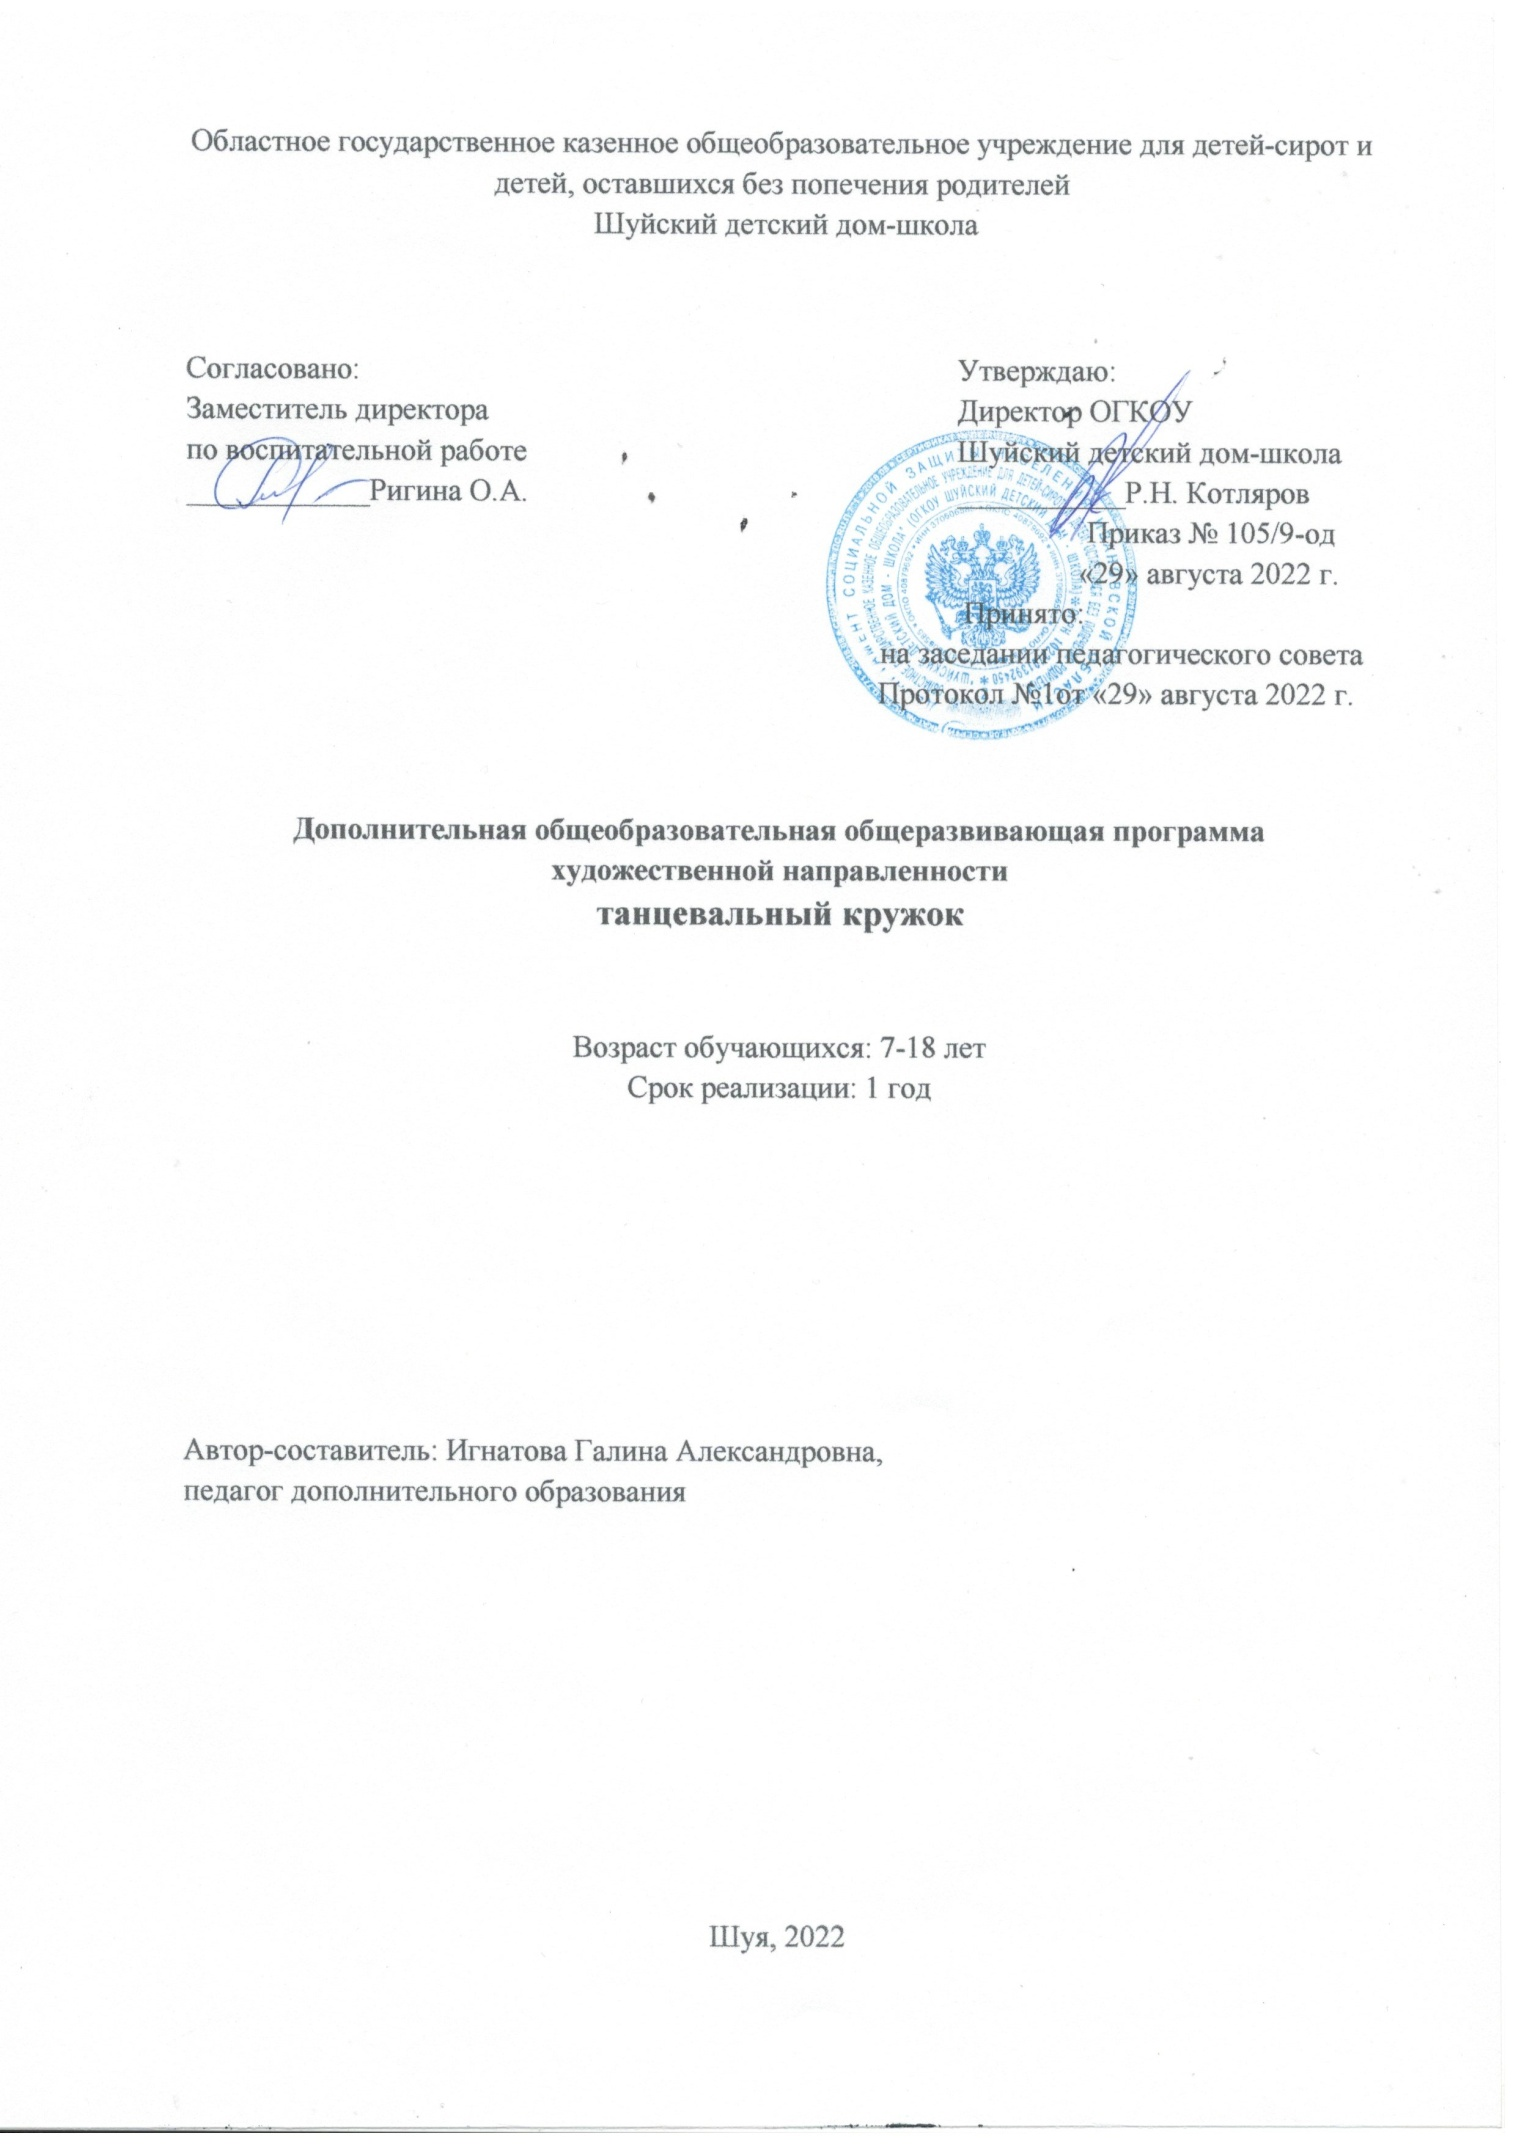 Областное государственное казенное общеобразовательное учреждение для детей-сирот и
детей, оставшихся без попечения родителей
Шуйский детский дом-школа
Согласовано:
Заместитель директора
по воспитательной работе
____________Ригина О.А.
Утверждаю:
Директор ОГКОУ
Шуйский детский дом-школа
___________Р.Н. Котляров
Приказ № 105/9-од
«29» августа 2022 г.
Принято:
на заседании педагогического совета
Протокол №1от «29» августа 2022 г.
Дополнительная общеобразовательная общеразвивающая программа
художественной направленности
танцевальный кружок
Возраст обучающихся: 7-18 лет
Срок реализации: 1 год
Автор-составитель: Игнатова Галина Александровна,
педагог дополнительного образования
Шуя, 2022